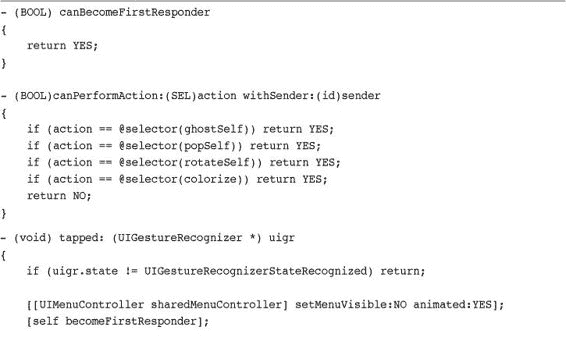 - (BOOL) canBecomeFirstResponder
{
    return YES;
}
- (BOOL)canPerformAction:(SEL)action withSender:(id)sender
{
    if (action == @selector(ghostSelf)) return YES;
    if (action == @selector(popSelf)) return YES;
    if (action == @selector(rotateSelf)) return YES;
    if (action == @selector(colorize)) return YES;
    return NO;
}
- (void) tapped: (UIGestureRecognizer *) uigr
{
    if (uigr.state != UIGestureRecognizerStateRecognized) return;
    [[UIMenuController sharedMenuController] setMenuVisible:NO animated:YES];
    [self becomeFirstResponder];